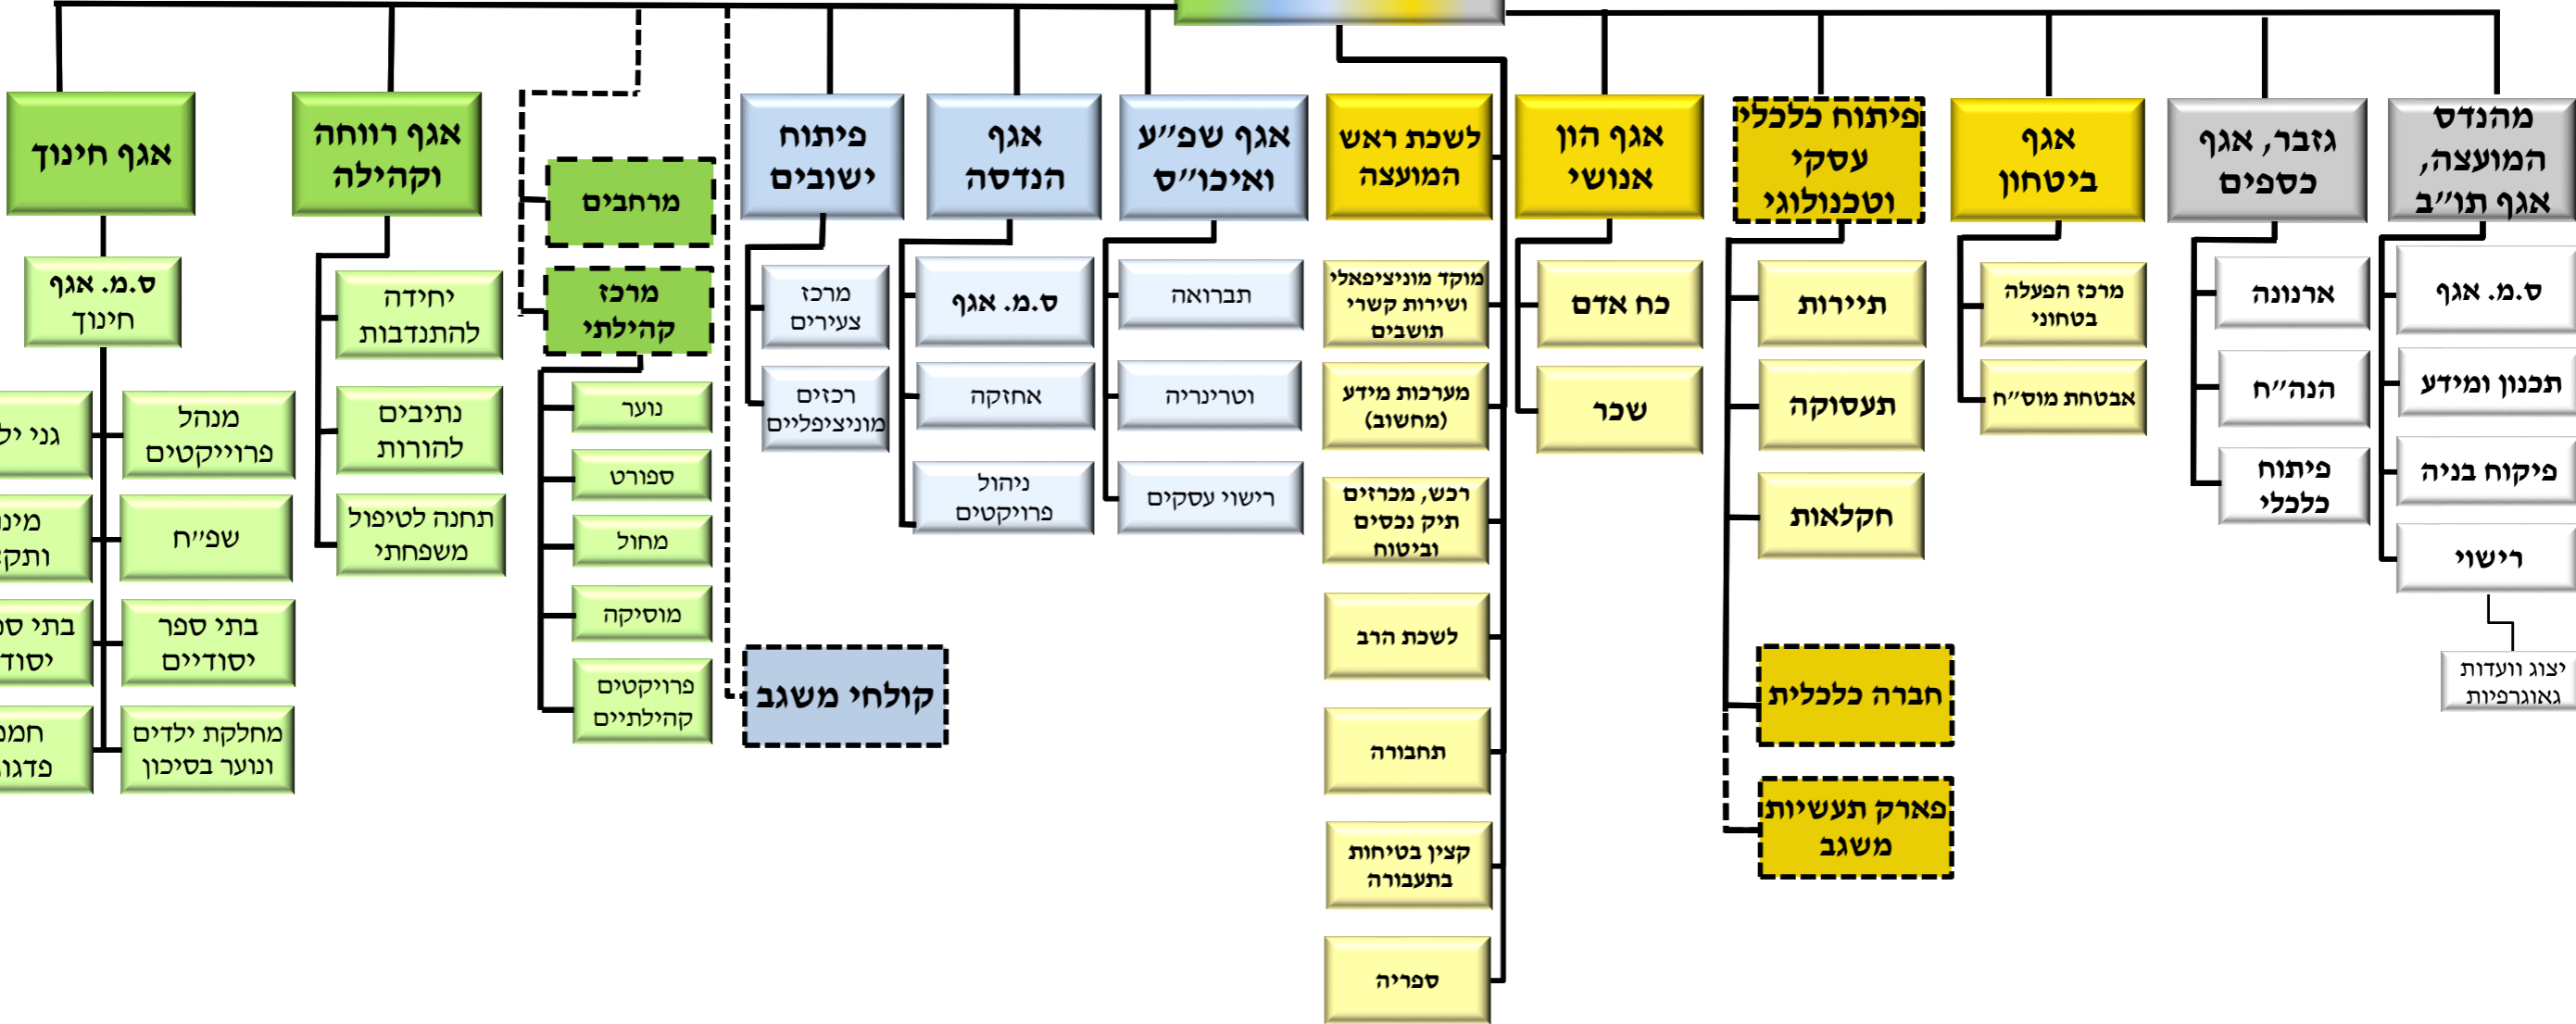 מהנדס
המועצה,
אגף תו״ב
ס.מ. אגף
תכנון ומידע
פיקוח בניה
רישוי
יצוג וועדות
גאוגרפיות
גזבר, אגף
כספים
ארנונה
הנה״ח
פיתוח
כלכלי
אגף
ביטחון
מרכז הפעלה
בטחוני
אבטחת מוס״ח
פיתוח כלכלי
עסקי
וטכנולוגי
תיירות
תעסוקה
חקלאות
חברה כלכלית
פארק תעשיות
משגב
אגף הון
אנושי
כח אדם
שכר
לשכת ראש
המועצה
מוקד מוניציפאלי
ושירות קשרי
תושבים
מערכות מידע
(מחשוב)
רכש, מכרזים
תיק נכסים
וביטוח
לשכת הרב
תחבורה
קצין בטיחות
בתעבורה
ספריה
אגף שפ״ע
ואיכו״ס
תברואה
וטרינריה
רישוי עסקים
אגף
הנדסה
ס.מ. אגף
אחזקה
ניהול
פרויקטים
פיתוח
ישובים
מרכז
צעירים
רכזים
מוניציפליים
קולחי משגב
מרחבים
מרכז
קהילתי
נוער
ספורט
מחול
מוסיקה
פרויקטים
קהילתיים
אגף רווחה
וקהילה
יחידה
להתנדבות
נתיבים
להורות
תחנה לטיפול
משפחתי
אגף חינוך
ס.מ. אגף
חינוך
מנהל
פרוייקטים
שפ״ח
בתי ספר
יסודיים
מחלקת ילדים
ונוער בסיכון
גני
בתי